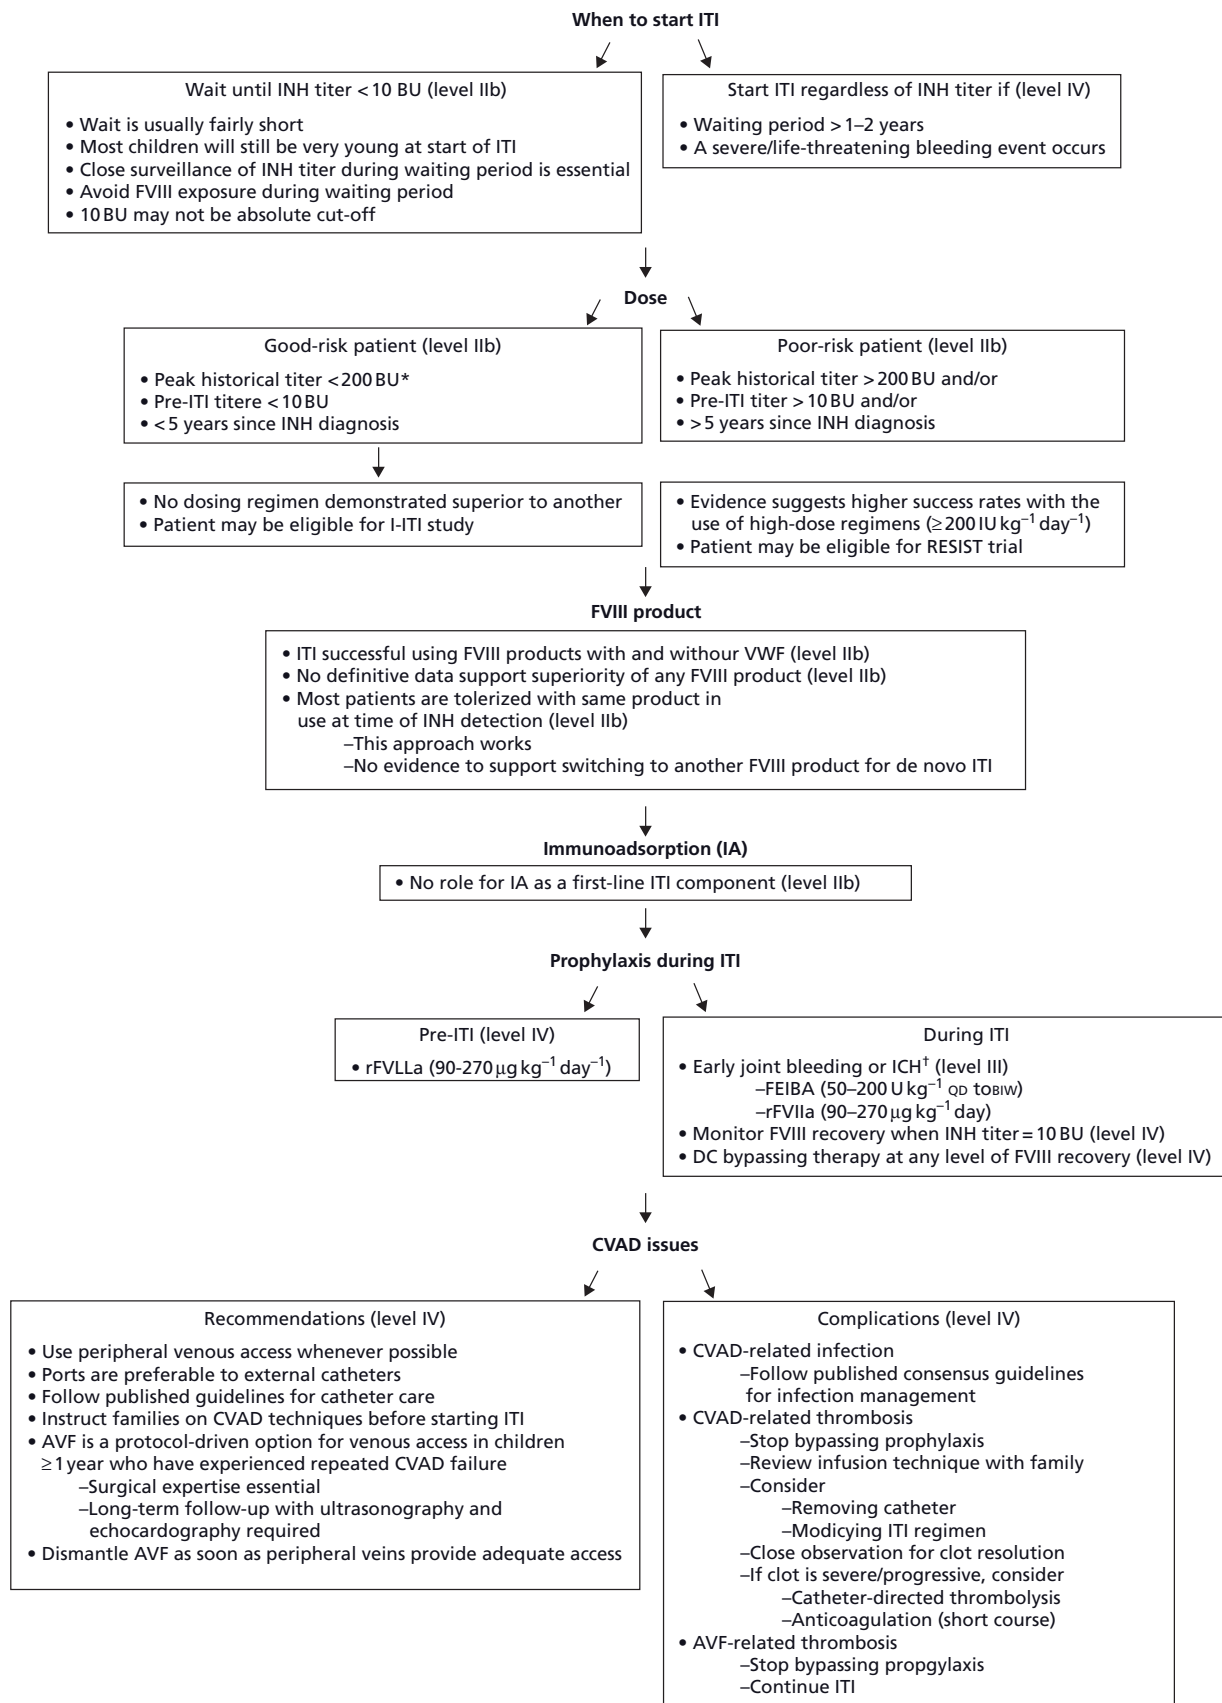 When to start ITI
Wait until INH titer < 10 BU (level IIb)
• Wait is usually fairly short
• Most children will still be very young at start of ITI
• Close surveillance of INH titer during waiting period is essential
• Avoid FVIII exposure during waiting period
• 10 BU may not be absolute cut-off
Start ITI regardless of INH titer if (level IV)
• Waiting period > 1–2 years
• A severe/life-threatening bleeding event occurs
Dose
Good-risk patient (level IIb)
• Peak historical titer < 200 BU*
• Pre-ITI titere < 10 BU
• < 5 years since INH diagnosis
Poor-risk patient (level IIb)
• Peak historical titer > 200 BU and/or
• Pre-ITI titer > 10 BU and/or
• > 5 years since INH diagnosis
• No dosing regimen demonstrated superior to another
• Patient may be eligible for I-ITI study
• Evidence suggests higher success rates with the
use of high-dose regimens (≥ 200 IU kg⁻¹ day⁻¹)
• Patient may be eligible for RESIST trial
FVIII product
• ITI successful using FVIII products with and withour VWF (level IIb)
• No definitive data support superiority of any FVIII product (level IIb)
• Most patients are tolerized with same product in
use at time of INH detection (level IIb)
–This approach works
–No evidence to support switching to another FVIII product for de novo ITI
Immunoadsorption (IA)
• No role for IA as a first-line ITI component (level IIb)
Prophylaxis during ITI
Pre-ITI (level IV)
• rFVLLa (90-270 µg kg⁻¹ day⁻¹)
During ITI
• Early joint bleeding or ICH† (level III)
–FEIBA (50–200 U kg⁻¹ QD toBIW)
–rFVIIa (90–270 µg kg⁻¹ day)
• Monitor FVIII recovery when INH titer = 10 BU (level IV)
• DC bypassing therapy at any level of FVIII recovery (level IV)
CVAD issues
Recommendations (level IV)
• Use peripheral venous access whenever possible
• Ports are preferable to external catheters
• Follow published guidelines for catheter care
• Instruct families on CVAD techniques before starting ITI
• AVF is a protocol-driven option for venous access in children
≥ 1 year who have experienced repeated CVAD failure
–Surgical expertise essential
–Long-term follow-up with ultrasonography and
echocardography required
• Dismantle AVF as soon as peripheral veins provide adequate access
Complications (level IV)
• CVAD-related infection
–Follow published consensus guidelines
for infection management
• CVAD-related thrombosis
–Stop bypassing prophylaxis
–Review infusion technique with family
–Consider
–Removing catheter
–Modicying ITI regimen
–Close observation for clot resolution
–If clot is severe/progressive, consider
–Catheter-directed thrombolysis
–Anticoagulation (short course)
• AVF-related thrombosis
–Stop bypassing propgylaxis
–Continue ITI